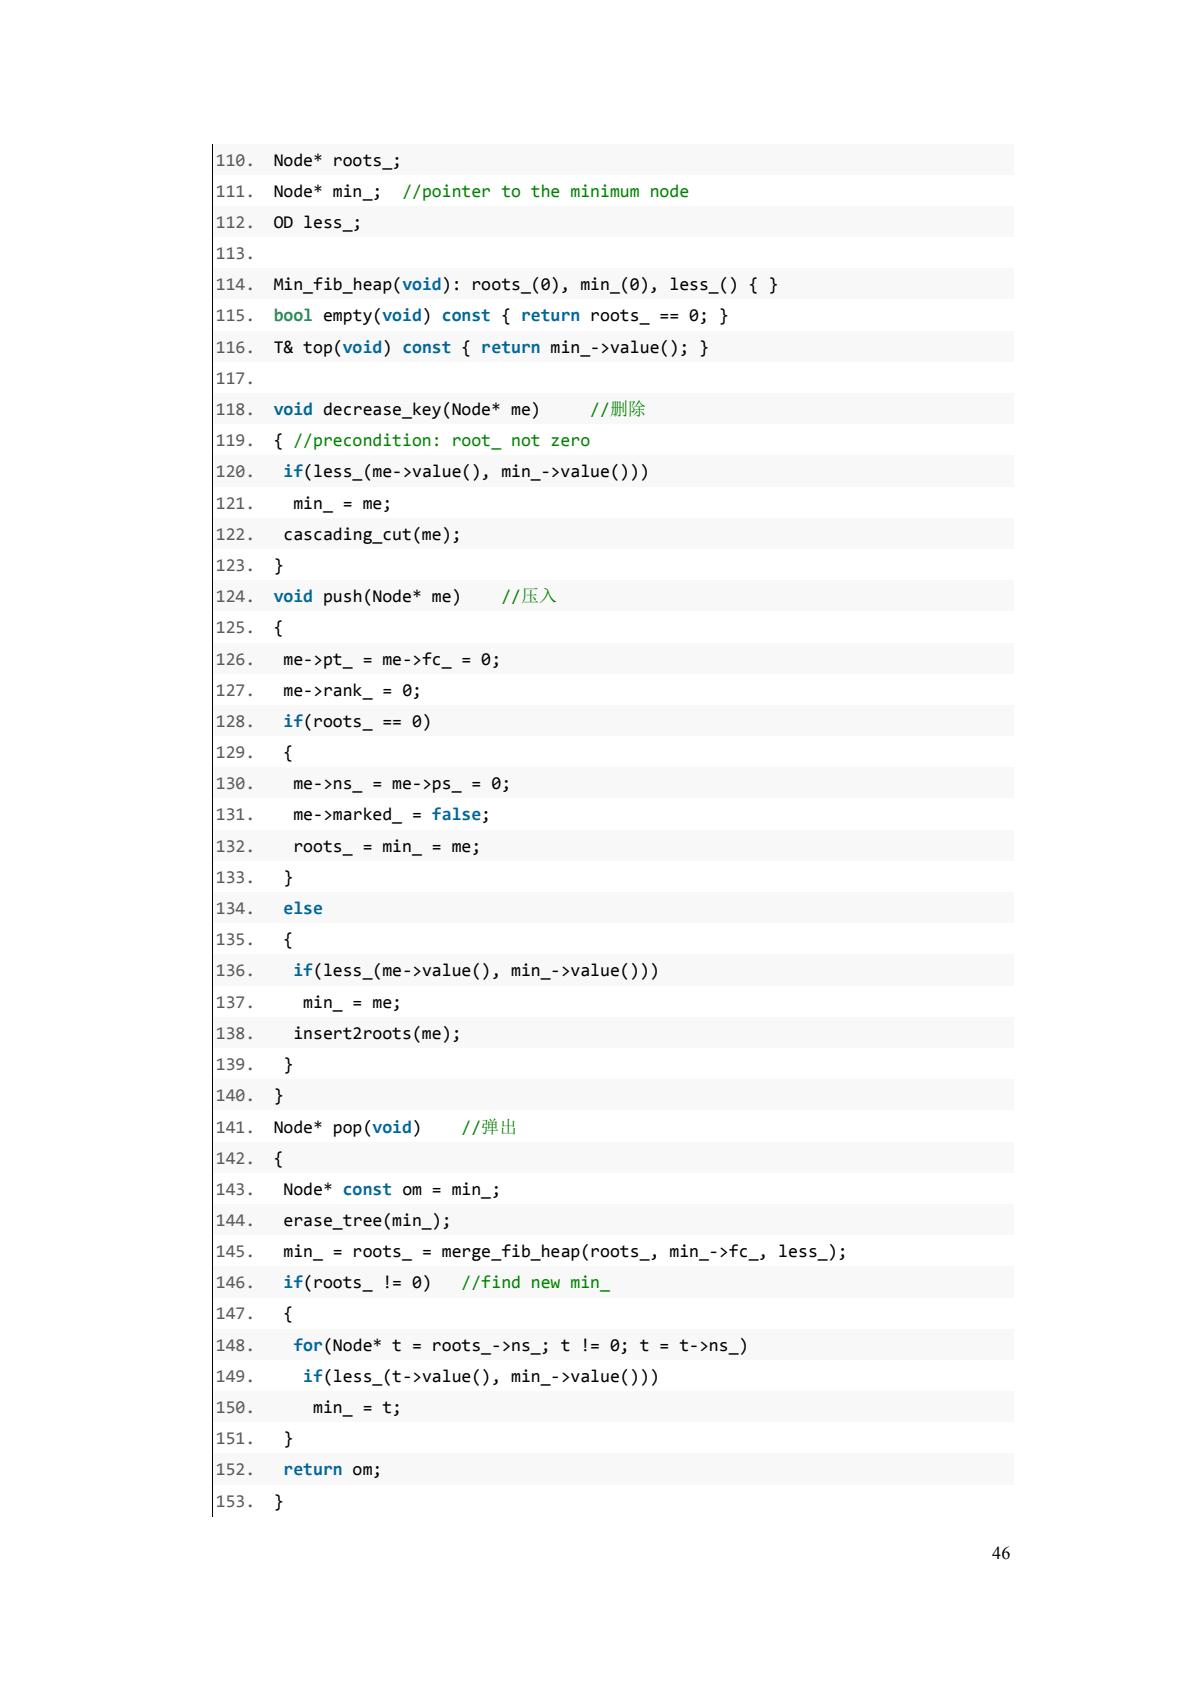 110. Node* roots_;
111. Node* min_;  //pointer to the minimum node
112. OD less_;
113.
114. Min_fib_heap(void): roots_(0), min_(0), less_() { }
115. bool empty(void) const { return roots_ == 0; }
116. T& top(void) const { return min_->value(); }
117.
118. void decrease_key(Node* me)     //删除
119. { //precondition: root_ not zero
120.  if(less_(me->value(), min_->value()))
121.   min_ = me;
122.  cascading_cut(me);
123. }
124. void push(Node* me)    //压入
125. {
126.  me->pt_ = me->fc_ = 0;
127.  me->rank_ = 0;
128.  if(roots_ == 0)
129.  {
130.   me->ns_ = me->ps_ = 0;
131.   me->marked_ = false;
132.   roots_ = min_ = me;
133.  }
134.  else
135.  {
136.   if(less_(me->value(), min_->value()))
137.    min_ = me;
138.   insert2roots(me);
139.  }
140. }
141. Node* pop(void)    //弹出
142. {
143.  Node* const om = min_;
144.  erase_tree(min_);
145.  min_ = roots_ = merge_fib_heap(roots_, min_->fc_, less_);
146.  if(roots_ != 0)   //find new min_
147.  {
148.   for(Node* t = roots_->ns_; t != 0; t = t->ns_)
149.    if(less_(t->value(), min_->value()))
150.     min_ = t;
151.  }
152.  return om;
153. }
46